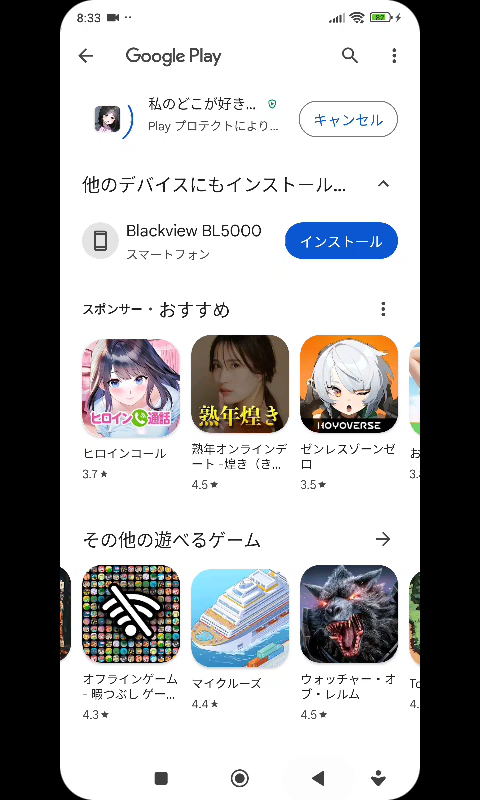 8:33
82
Google Play
私のどこが好き...
Play プロテクトにより...
キャンセル
他のデバイスにもインストール...
Blackview BL5000
スマートフォン
インストール
スポンサー・おすすめ
ヒロイン通話
熟年煌き
HOYOVERSE
ヒロインコール
3.7★
熟年オンラインデ
ート -煌き（き...
4.5★
ゼンレスゾーンゼ
ロ
3.5★
お
3.
その他の遊べるゲーム
オフラインゲーム
- 暇つぶし ゲー...
4.3★
マイクルーズ
4.4★
ウォッチャー・オ
ブ・レルム
4.5★
To
4.